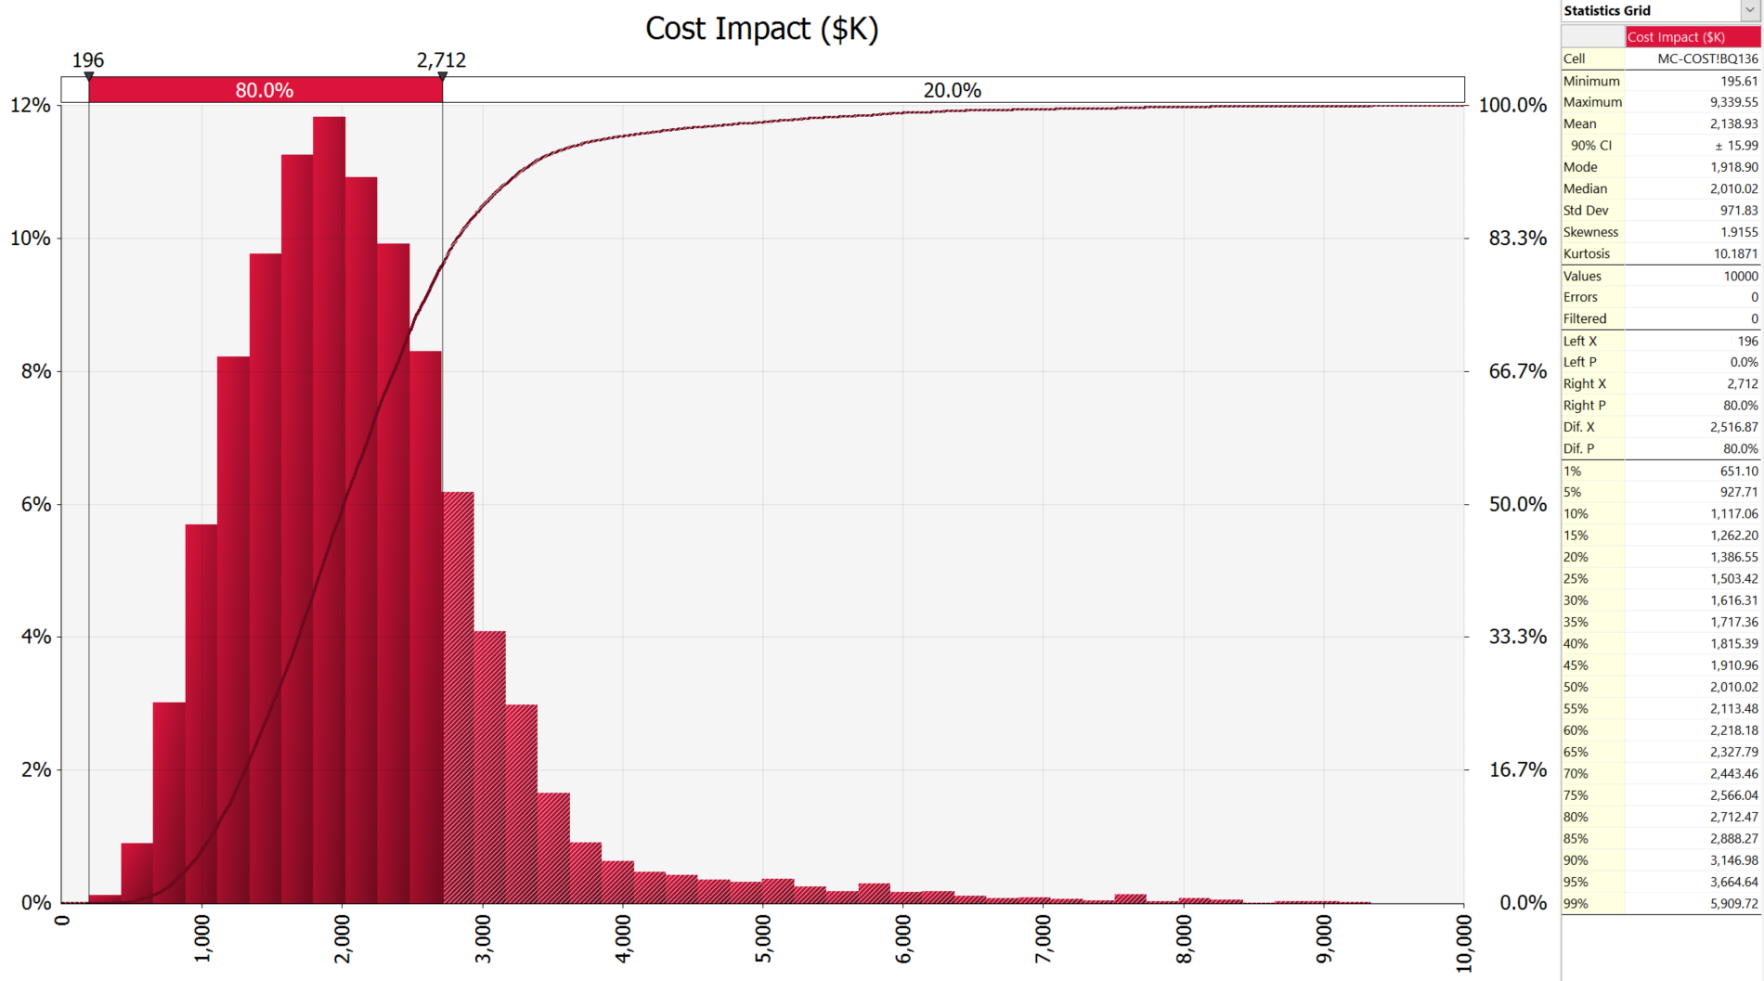 Cost Impact ($K)
196 2,712
80.0% 20.0%
12% 100.0%
10% 83.3%
8% 66.7%
6% 50.0%
4% 33.3%
2% 16.7%
0% 0.0%
0 1,000 2,000 3,000 4,000 5,000 6,000 7,000 8,000 9,000 10,000
Statistics Grid
Cost Impact ($K)
Cell MC-COST!BQ136
Minimum 195.61
Maximum 9,339.55
Mean 2,138.93
90% CI ± 15.99
Mode 1,918.90
Median 2,010.02
Std Dev 971.83
Skewness 1.9155
Kurtosis 10.1871
Values 10000
Errors 0
Filtered 0
Left X 196
Left P 0.0%
Right X 2,712
Right P 80.0%
Dif. X 2,516.87
Dif. P 80.0%
1% 651.10
5% 927.71
10% 1,117.06
15% 1,262.20
20% 1,386.55
25% 1,503.42
30% 1,616.31
35% 1,717.36
40% 1,815.39
45% 1,910.96
50% 2,010.02
55% 2,113.48
60% 2,218.18
65% 2,327.79
70% 2,443.46
75% 2,566.04
80% 2,712.47
85% 2,888.27
90% 3,146.98
95% 3,664.64
99% 5,909.72